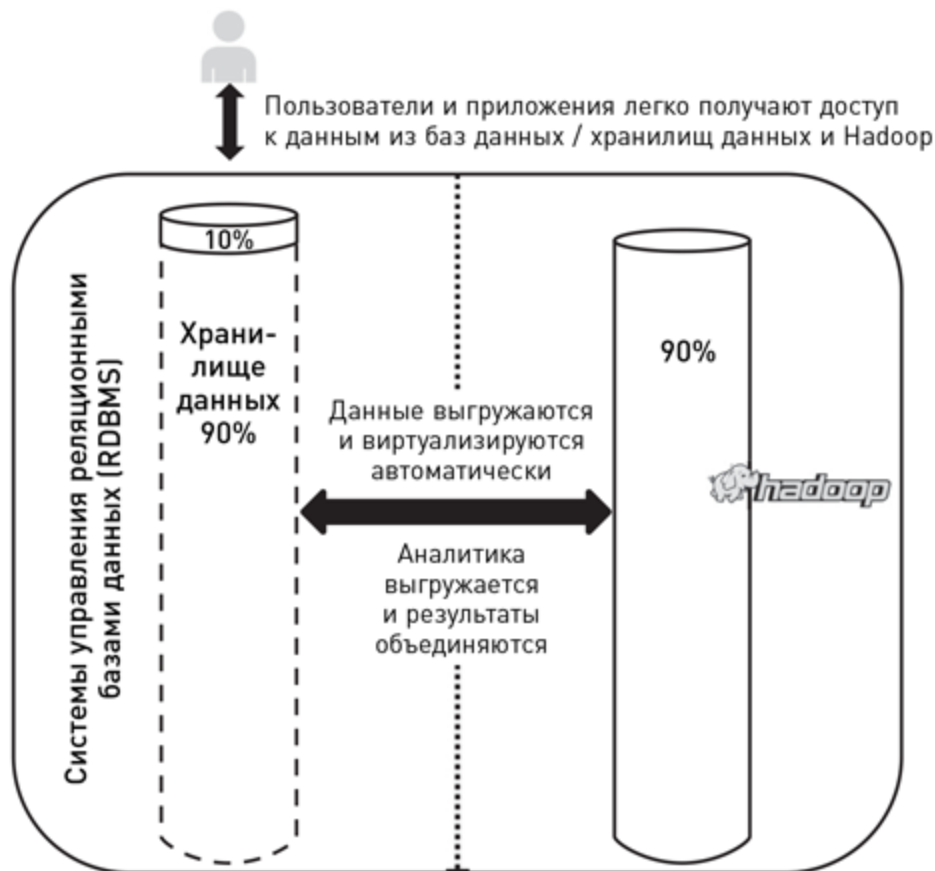 Пользователи и приложения легко получают доступ
к данным из баз данных / хранилищ данных и Hadoop
Системы управления реляционными
базами данных (RDBMS)
10%
Храни-
лище
данных
90%
Данные выгружаются
и виртуализируются
автоматически
Аналитика
выгружается
и результаты
объединяются
90%
hadoop